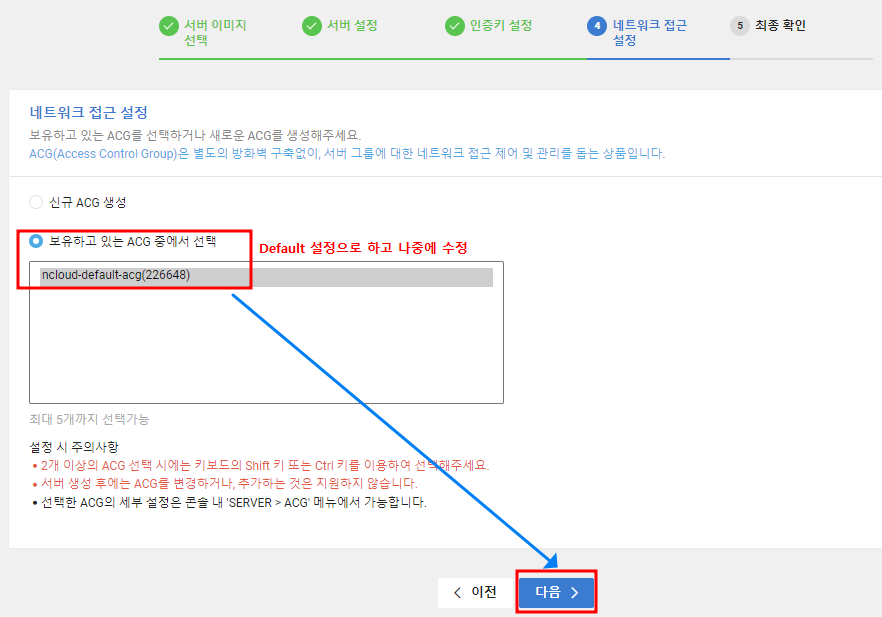 서버 이미지
선택
서버 설정
인증키 설정
4 네트워크 접근
설정
5 최종 확인
네트워크 접근 설정
보유하고 있는 ACG를 선택하거나 새로운 ACG를 생성해주세요.
ACG(Access Control Group)은 별도의 방화벽 구축없이, 서버 그룹에 대한 네트워크 접근 제어 및 관리를 돕는 상품입니다.
신규 ACG 생성
보유하고 있는 ACG 중에서 선택
Default 설정으로 하고 나중에 수정
ncloud-default-acg(226648)
최대 5개까지 선택가능
설정 시 주의사항
• 2개 이상의 ACG 선택 시에는 키보드의 Shift 키 또는 Ctrl 키를 이용하여 선택해주세요.
• 서버 생성 후에는 ACG를 변경하거나, 추가하는 것은 지원하지 않습니다.
• 선택한 ACG의 세부 설정은 콘솔 내 'SERVER > ACG' 메뉴에서 가능합니다.
< 이전
다음 >